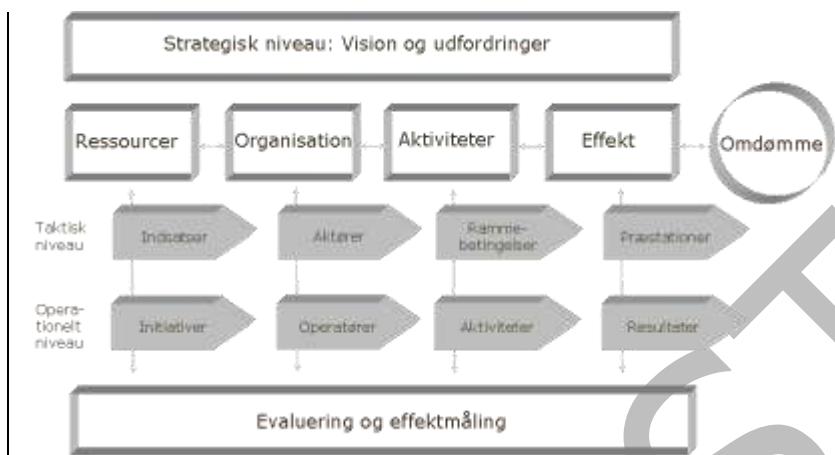 Strategisk niveau: Vision og udfordringer
Ressourcer
Organisation
Aktiviteter
Effekt
Omdømme
Taktisk
niveau
Indsatser
Aktører
Ramme-
betingelser
Præstationer
Opera-
tionelt
niveau
Initiativer
Operatører
Aktiviteter
Resultater
Evaluering og effektmåling